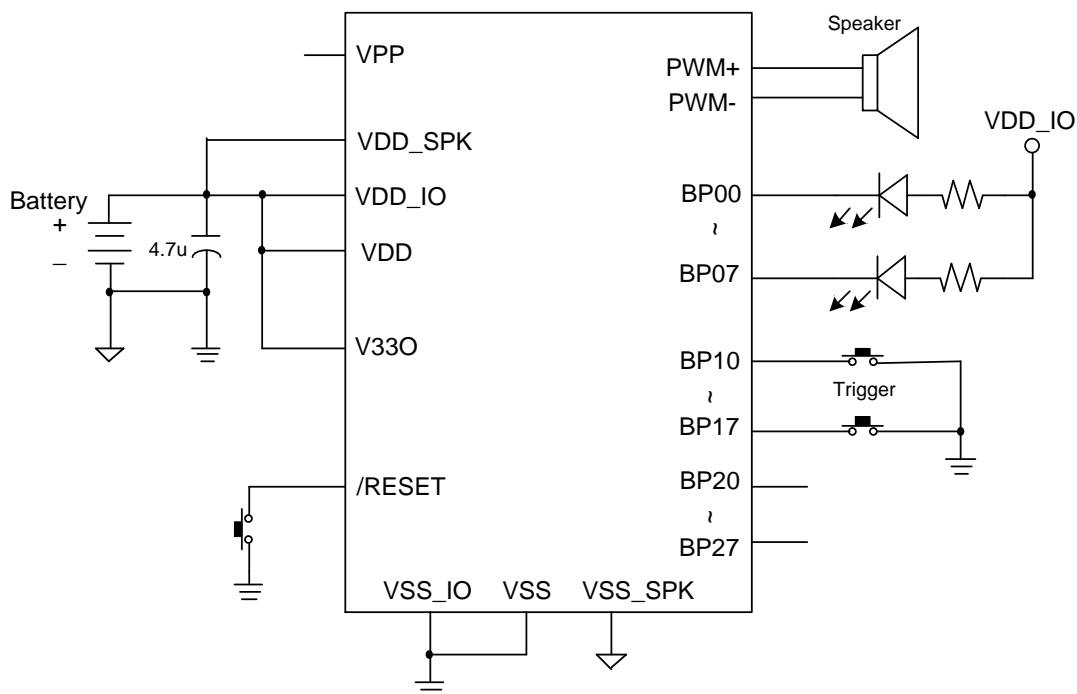 Speaker
VPP
PWM+
PWM-
VDD_IO
VDD_SPK
Battery
+
_
VDD_IO
BP00
~
4.7u
VDD
BP07
V33O
BP10
Trigger
~
BP17
/RESET
BP20
~
BP27
VSS_IO VSS VSS_SPK